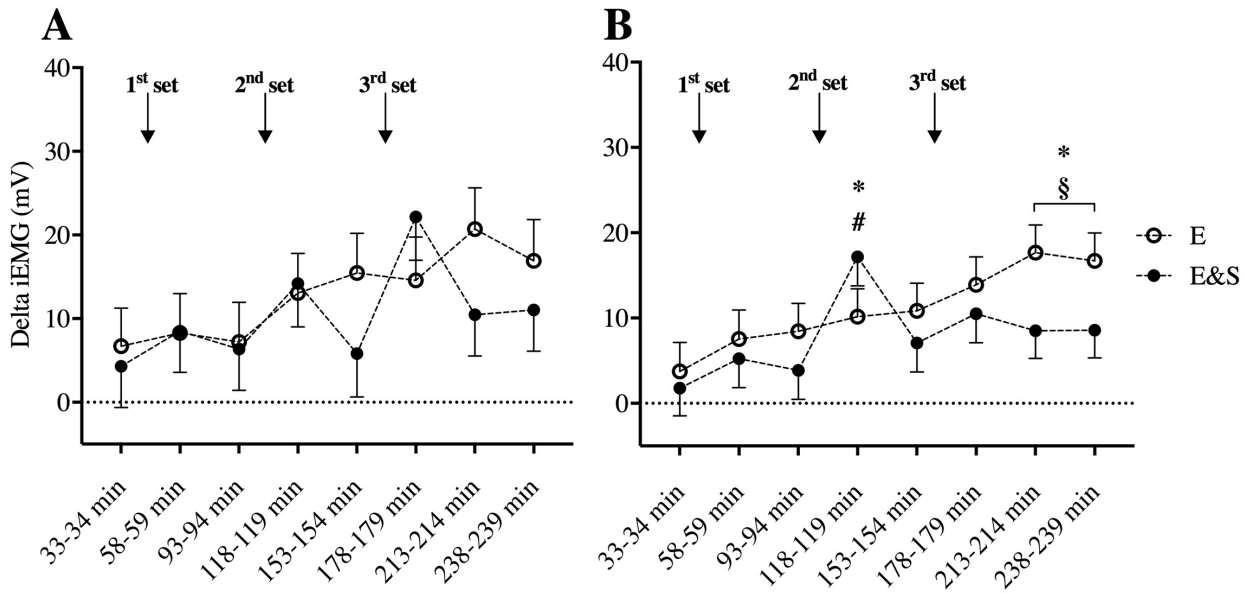 A
40
30
20
10
0
Delta iEMG (mV)
1st set
2nd set
3rd set
33-34 min
58-59 min
93-94 min
118-119 min
153-154 min
178-179 min
213-214 min
238-239 min
B
40
30
20
10
0
1st set
2nd set
3rd set
*
#
*
§
33-34 min
58-59 min
93-94 min
118-119 min
153-154 min
178-179 min
213-214 min
238-239 min
E
E&S